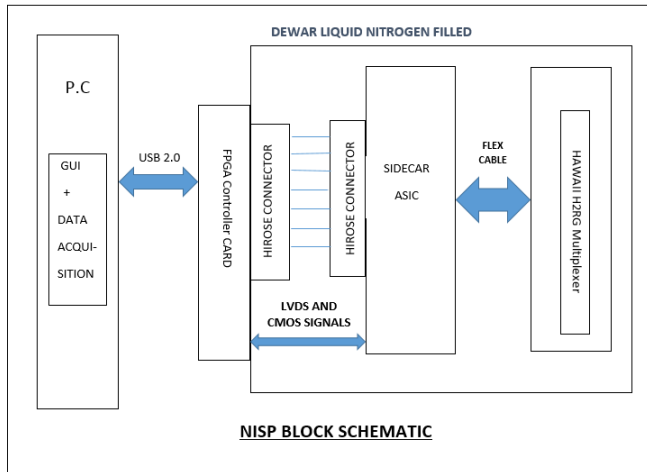 DEWAR LIQUID NITROGEN FILLED
P.C
GUI
+
DATA
ACQUI-
SITION
USB 2.0
FPGA Controller CARD
HIROSE CONNECTOR
HIROSE CONNECTOR
SIDECAR
ASIC
FLEX
CABLE
HAWAII H2RG Multiplexer
LVDS AND
CMOS SIGNALS
NISP BLOCK SCHEMATIC